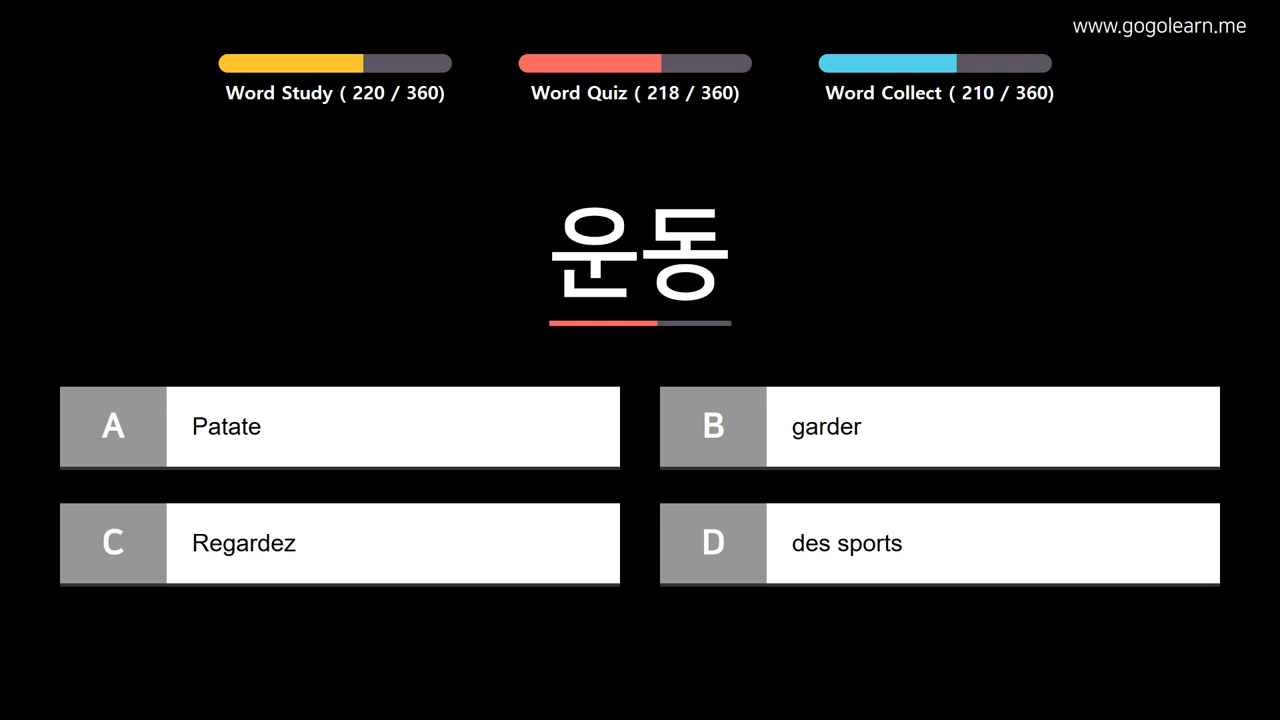 www.gogolearn.me
Word Study ( 220 / 360)
Word Quiz ( 218 / 360)
Word Collect ( 210 / 360)
운동
A Patate
B garder
C Regardez
D des sports